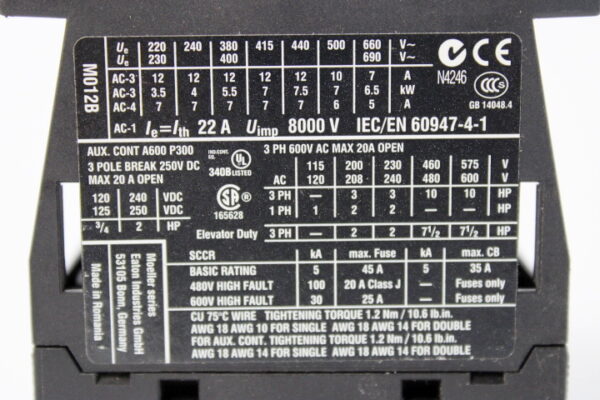 M012B
Ue 220 240 380 415 440 500 660 V~
Ue 230 400 690 V~
AC-3 12 12 12 12 12 10 7 A
AC-3 3.5 4 5.5 7 7.5 7 6.5 kW
AC-4 7 7 7 7 7 6 5 A
AC-1 Ie=Ith 22 A Uimp 8000 V IEC/EN 60947-4-1
N4246
CE
CCC
GB 14048.4
AUX. CONT A600 P300
3 POLE BREAK 250V DC
MAX 20 A OPEN
120 240 VDC
125 250 VDC
3/4 2 HP
IND.CONT. EQ.
UL
340B LISTED
SA
165628
3 PH 600V AC MAX 20A OPEN
115 200 230 460 575 V
AC 120 208 240 480 600 V
3 PH — 3 3 10 10 HP
1 PH 1 2 2 — — HP
Elevator Duty 3 PH — 2 2 7 1/2 7 1/2 HP
Moeller series
Eaton Industries GmbH
53105 Bonn, Germany
Made in Romania
SCCR kA max. Fuse kA max. CB
BASIC RATING 5 45 A 5 35 A
480V HIGH FAULT 100 20 A Class J — Fuses only
600V HIGH FAULT 30 25 A — Fuses only
CU 75°C WIRE TIGHTENING TORQUE 1.2 Nm / 10.6 lb.in.
AWG 18 AWG 10 FOR SINGLE AWG 18 AWG 14 FOR DOUBLE
FOR AUX. CONT. TIGHTENING TORQUE 1.2 Nm / 10.6 lb.in.
AWG 18 AWG 14 FOR SINGLE AWG 18 AWG 14 FOR DOUBLE